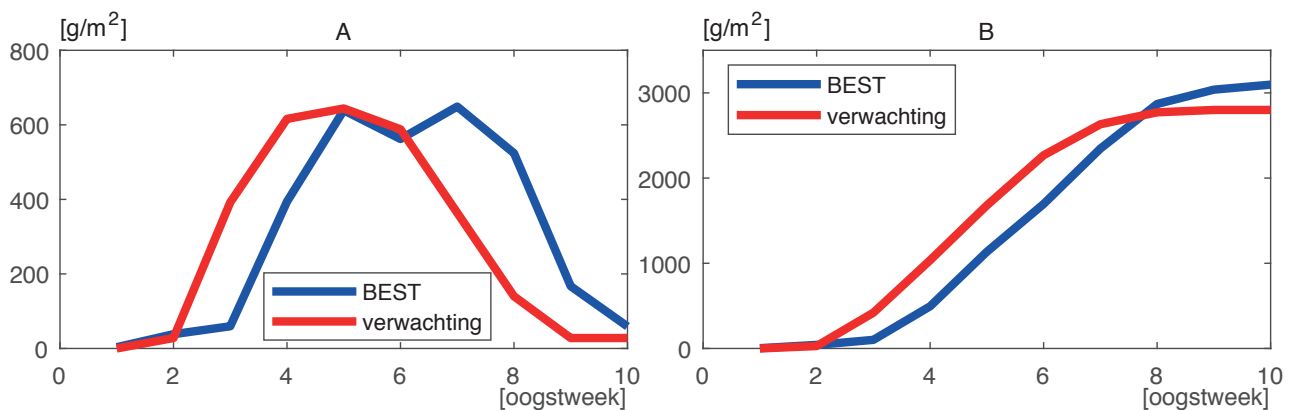 [g/m²]
A
800
600
400
200
0
BEST
verwachting
0 2 4 6 8 10
[oogstweek]
[g/m²]
B
3000
2000
1000
0
BEST
verwachting
0 2 4 6 8 10
[oogstweek]